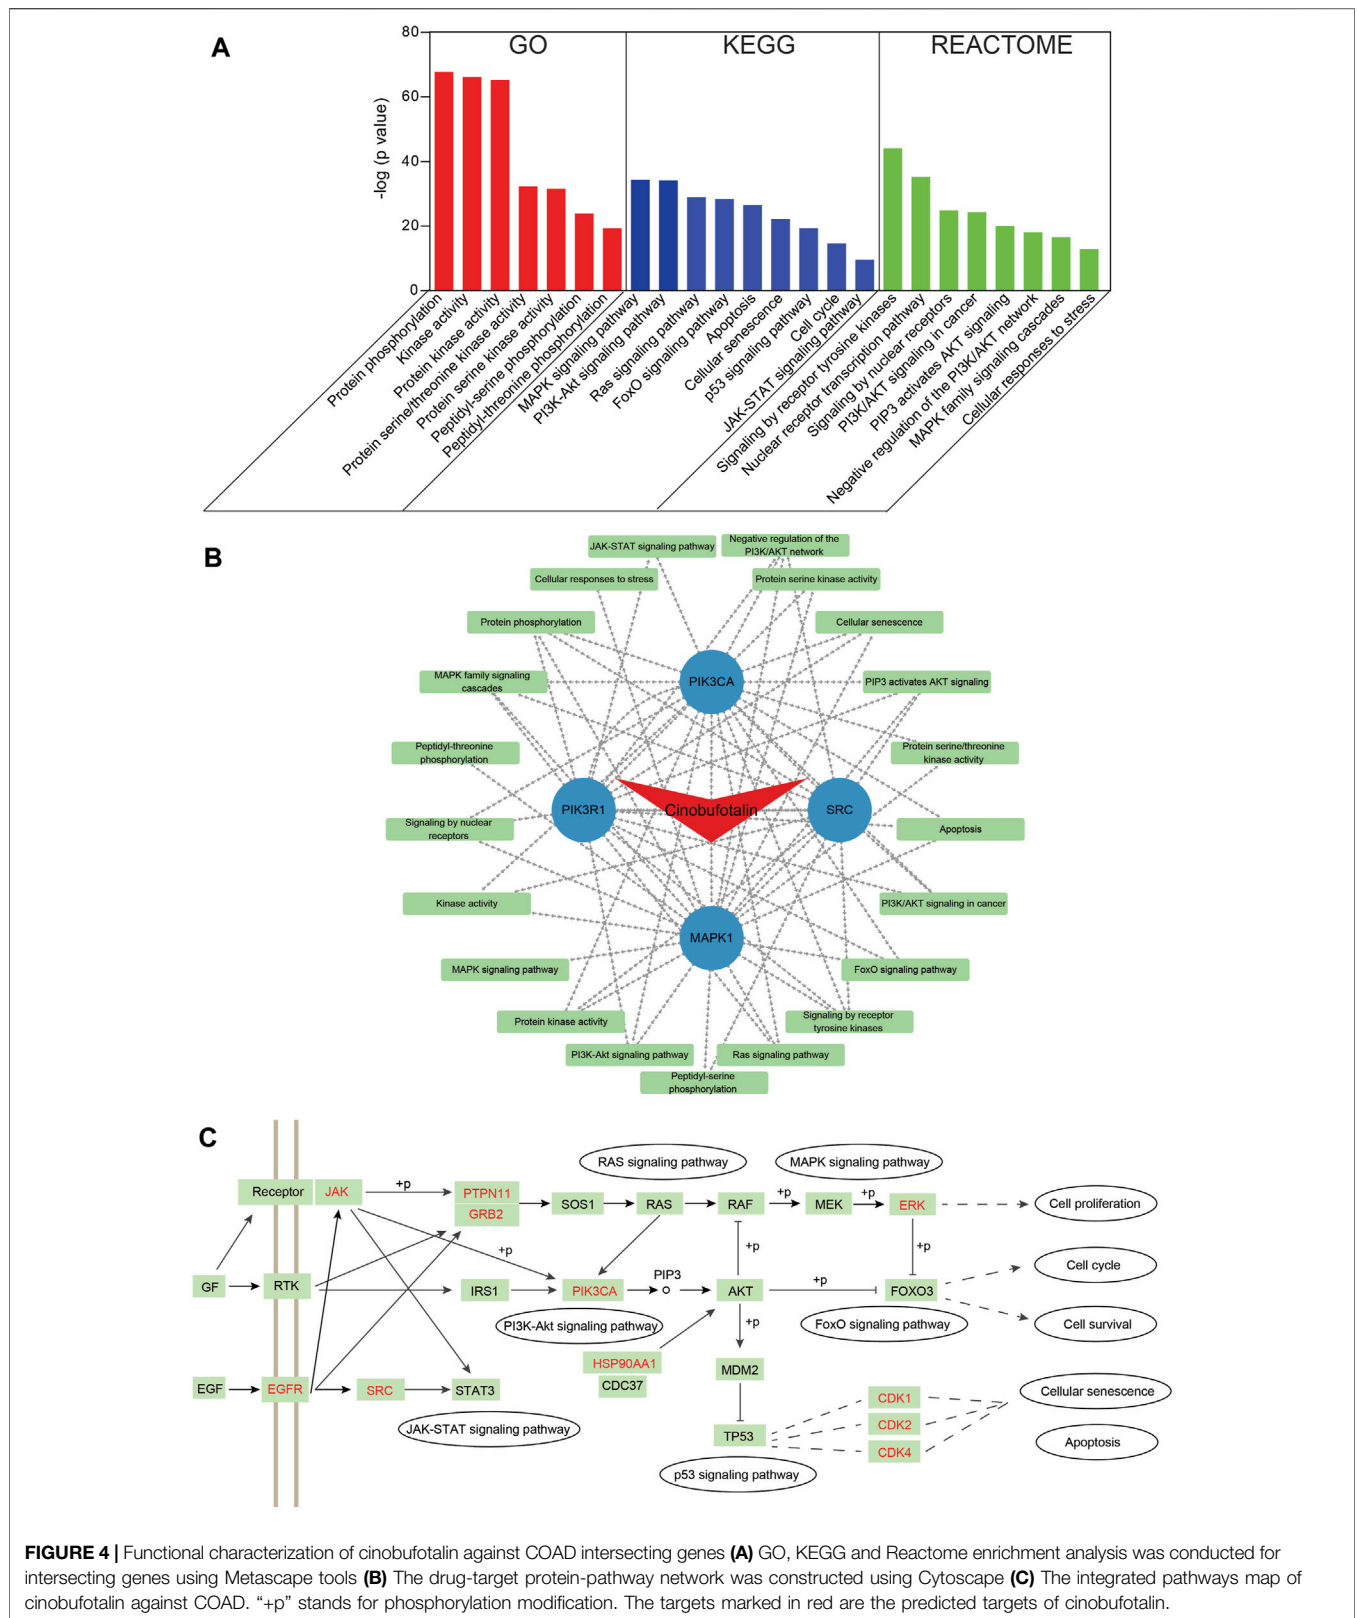 A
GO
KEGG
REACTOME
-log (p value)
80
60
40
20
0
Protein phosphorylation
Kinase activity
Protein kinase activity
Protein serine/threonine kinase activity
Protein serine kinase activity
Peptidyl-serine phosphorylation
Peptidyl-threonine phosphorylation
MAPK signaling pathway
PI3K-Akt signaling pathway
Ras signaling pathway
FoxO signaling pathway
Apoptosis
Cellular senescence
p53 signaling pathway
Cell cycle
JAK-STAT signaling pathway
Signaling by receptor tyrosine kinases
Nuclear receptor transcription pathway
Signaling by nuclear receptors
PI3K/AKT signaling in cancer
PIP3 activates AKT signaling
Negative regulation of the PI3K/AKT network
MAPK family signaling cascades
Cellular responses to stress
B
JAK-STAT signaling pathway
Negative regulation of the
PI3K/AKT network
Cellular responses to stress
Protein serine kinase activity
Protein phosphorylation
Cellular senescence
MAPK family signaling
cascades
PIK3CA
PIP3 activates AKT signaling
Peptidyl-threonine
phosphorylation
Protein serine/threonine
kinase activity
PIK3R1
Cinobufotalin
SRC
Signaling by nuclear
receptors
Apoptosis
Kinase activity
PI3K/AKT signaling in cancer
MAPK1
MAPK signaling pathway
FoxO signaling pathway
Protein kinase activity
Signaling by receptor
tyrosine kinases
PI3K-Akt signaling pathway
Ras signaling pathway
Peptidyl-serine
phosphorylation
C
RAS signaling pathway
MAPK signaling pathway
Receptor
JAK
+p
PTPN11
GRB2
SOS1
RAS
RAF
+p
MEK
+p
ERK
Cell proliferation
+p
+p
+p
GF
RTK
IRS1
PIK3CA
PIP3
AKT
+p
FOXO3
Cell cycle
PI3K-Akt signaling pathway
+p
FoxO signaling pathway
Cell survival
HSP90AA1
CDC37
MDM2
EGF
EGFR
SRC
STAT3
JAK-STAT signaling pathway
TP53
CDK1
CDK2
CDK4
Cellular senescence
Apoptosis
p53 signaling pathway
FIGURE 4 | Functional characterization of cinobufotalin against COAD intersecting genes (A) GO, KEGG and Reactome enrichment analysis was conducted for
intersecting genes using Metascape tools (B) The drug-target protein-pathway network was constructed using Cytoscape (C) The integrated pathways map of
cinobufotalin against COAD. “+p” stands for phosphorylation modification. The targets marked in red are the predicted targets of cinobufotalin.